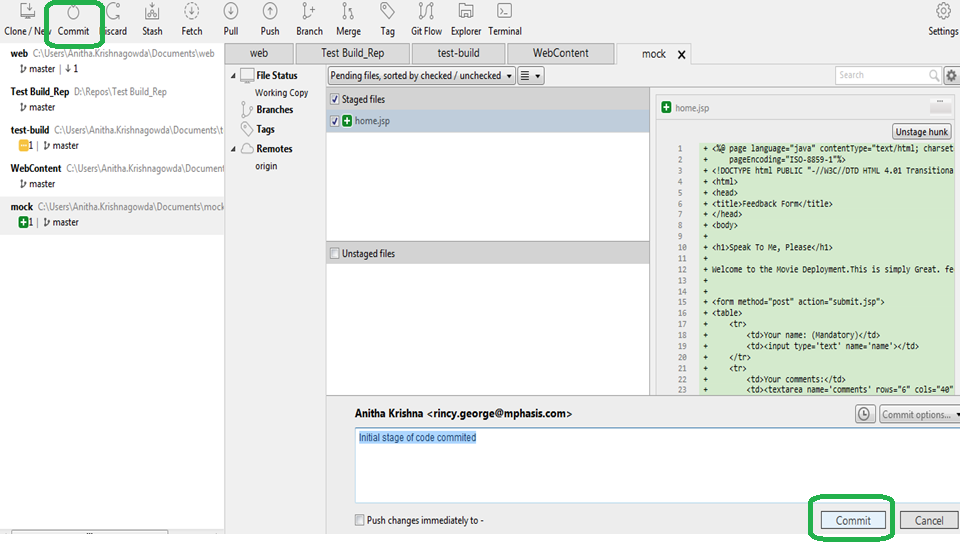 Clone / New Commit Discard Stash Fetch Pull Push Branch Merge Tag Git Flow Explorer Terminal Settings
web C:\Users\Anitha.Krishnagowda\Documents\web
master | 1
Test Build_Rep D:\Repos\Test Build_Rep
master
test-build C:\Users\Anitha.Krishnagowda\Documents\t
1 | master
WebContent C:\Users\Anitha.Krishnagowda\Documents\
master
mock C:\Users\Anitha.Krishnagowda\Documents\mock
1 | master
web Test Build_Rep test-build WebContent mock X
File Status
Working Copy
Branches
Tags
Remotes
origin
Pending files, sorted by checked / unchecked
Search
Staged files
home.jsp
Unstaged files
home.jsp
Unstage hunk
1 + <%@ page language="java" contentType="text/html; charset
2 + pageEncoding="ISO-8859-1"%>
3 + <!DOCTYPE html PUBLIC "-//W3C//DTD HTML 4.01 Transitiona
4 + <html>
5 + <head>
6 + <title>Feedback Form</title>
7 + </head>
8 + <body>
9 +
10 + <h1>Speak To Me, Please</h1>
11 +
12 + Welcome to the Movie Deployment.This is simply Great. fe
13 +
14 +
15 + <form method="post" action="submit.jsp">
16 + <table>
17 + <tr>
18 + <td>Your name: (Mandatory)</td>
19 + <td><input type='text' name='name'></td>
20 + </tr>
21 + <tr>
22 + <td>Your comments:</td>
23 + <td><textarea name='comments' rows="6" cols="40"
Anitha Krishna <rincy.george@mphasis.com>
Commit options...
Initial stage of code commited
Push changes immediately to -
Commit Cancel